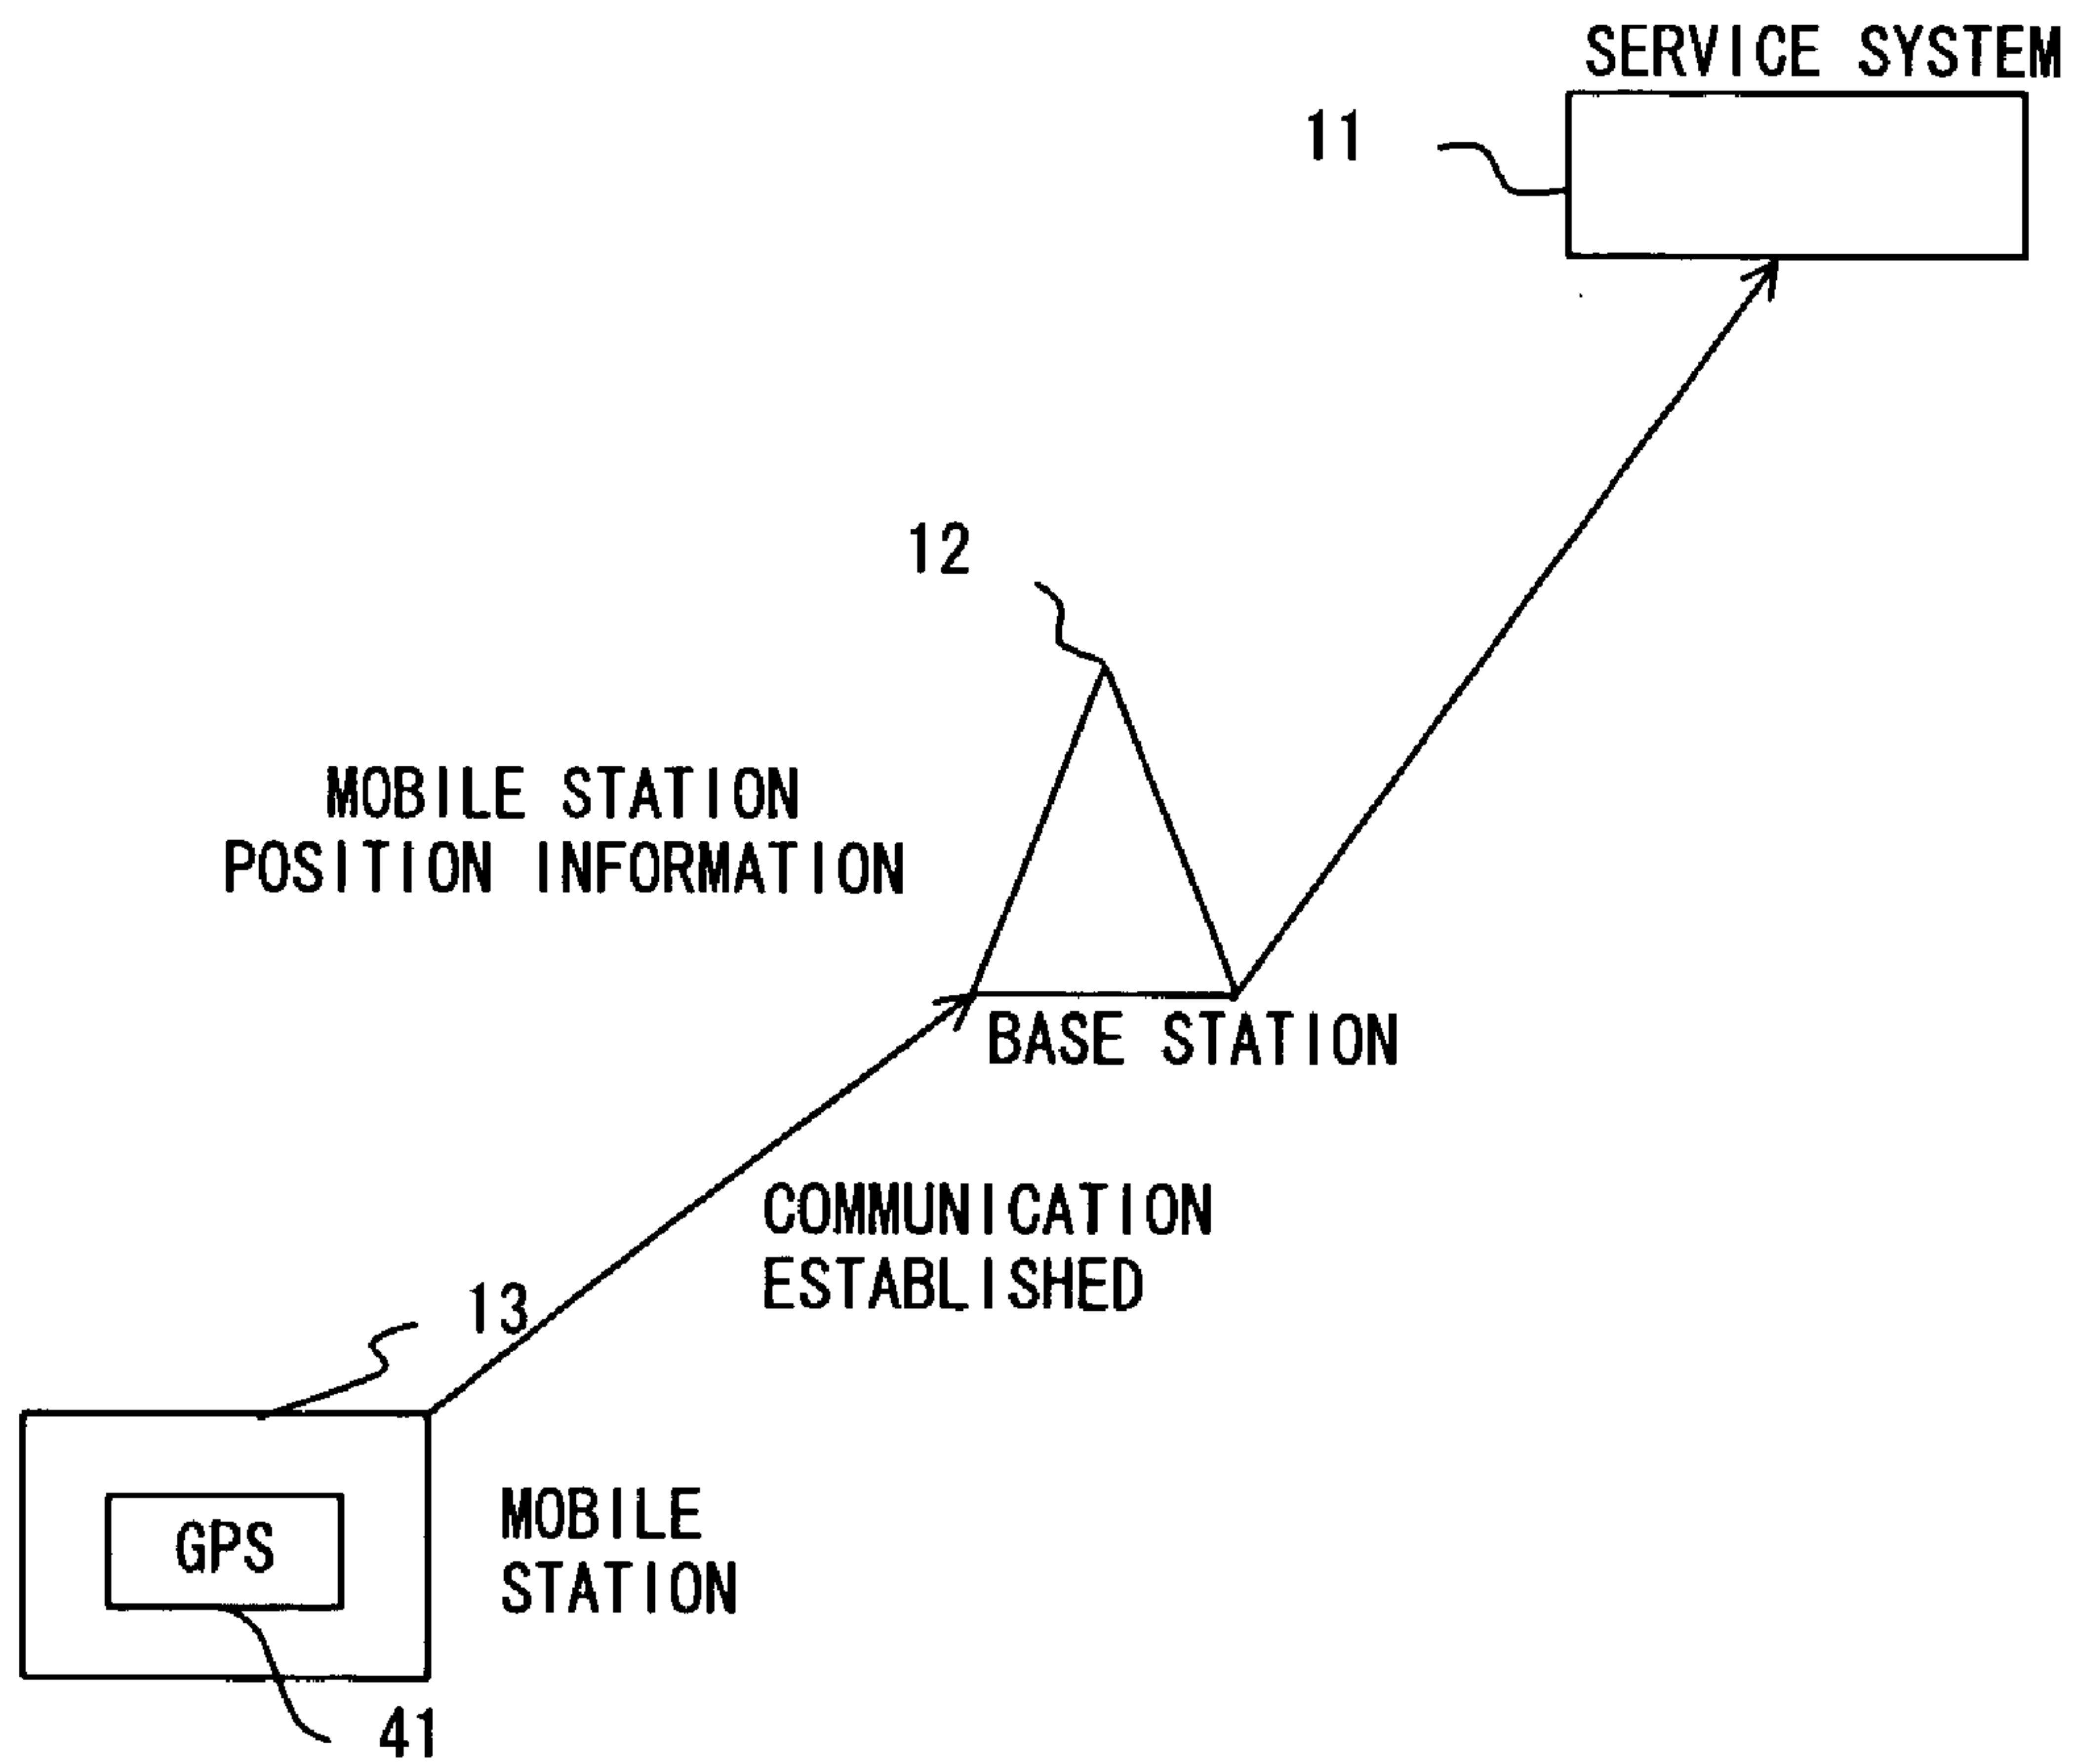 SERVICE SYSTEM
11
12
MOBILE STATION
POSITION INFORMATION
BASE STATION
COMMUNICATION
ESTABLISHED
13
MOBILE
STATION
GPS
41